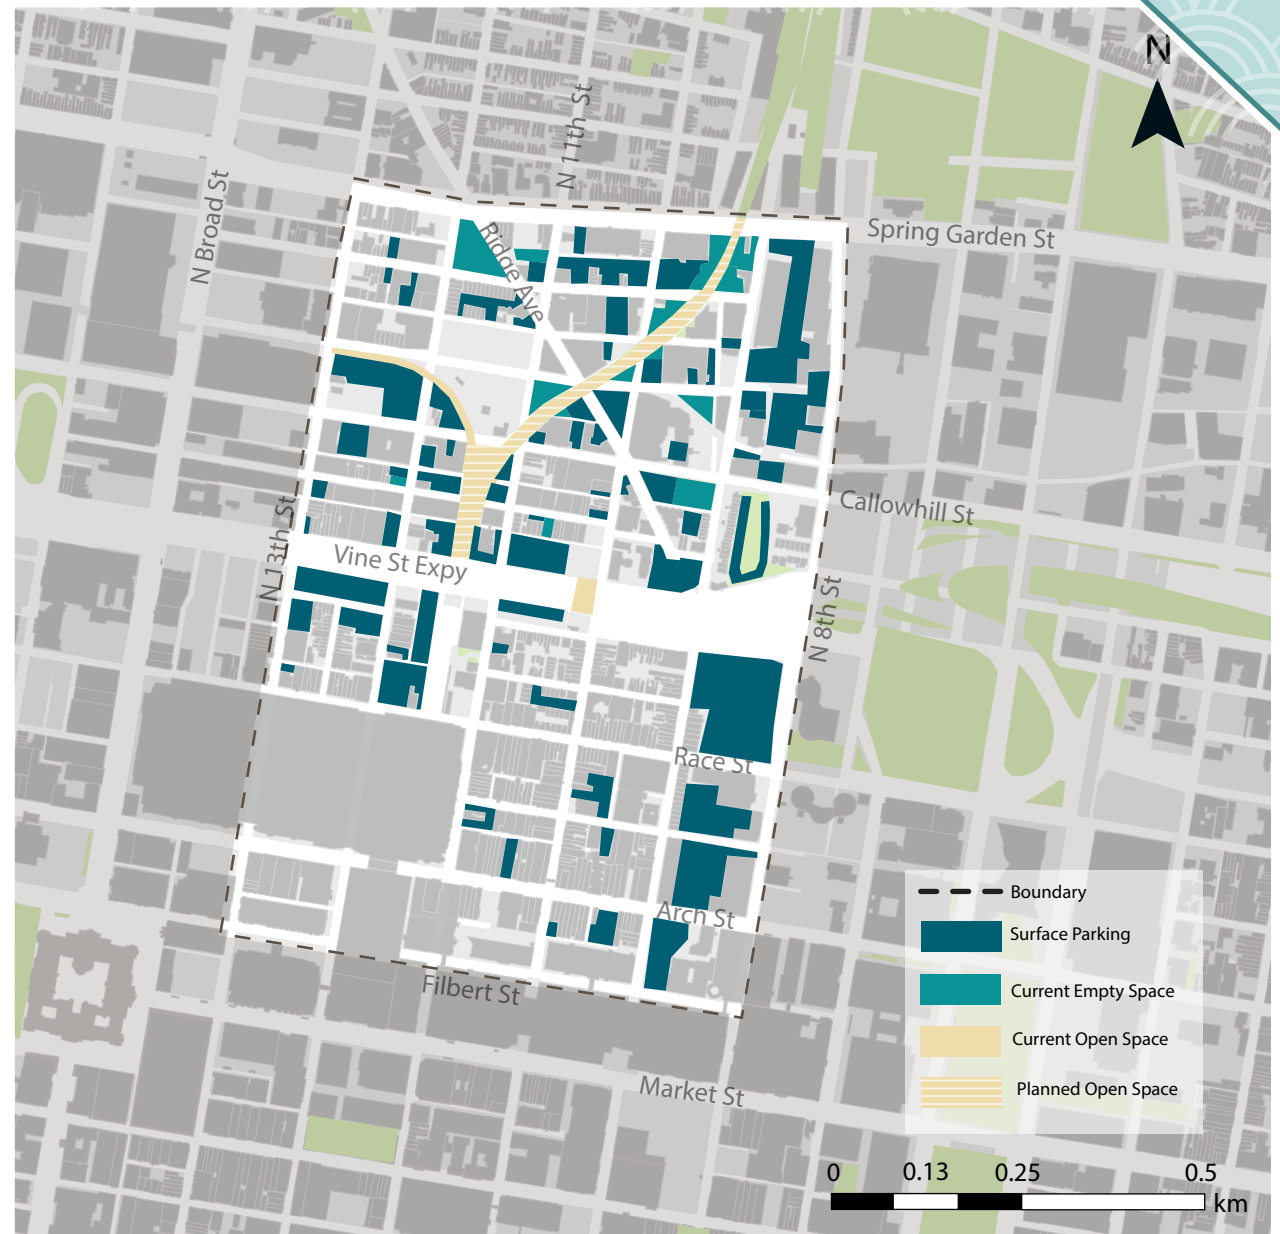 N
N 11th St
N Broad St
Ridge Ave
Spring Garden St
Callowhill St
N 13th St
Vine St Expy
N 8th St
Race St
Arch St
Filbert St
Market St
Boundary
Surface Parking
Current Empty Space
Current Open Space
Planned Open Space
0 0.13 0.25 0.5
km